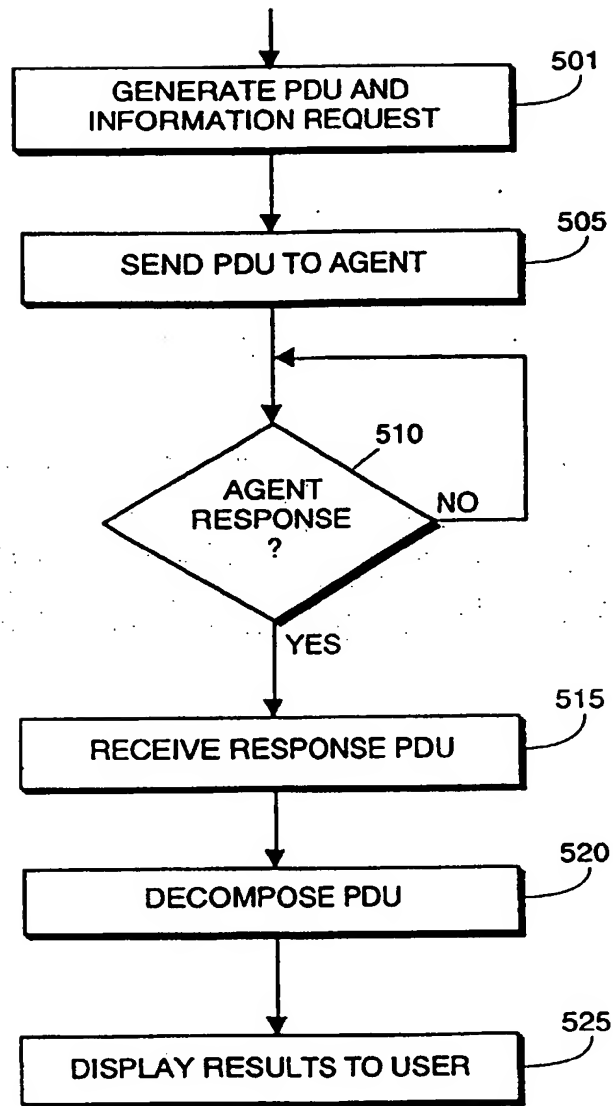 GENERATE PDU AND
INFORMATION REQUEST
501
SEND PDU TO AGENT
505
AGENT
RESPONSE
?
510
NO
YES
RECEIVE RESPONSE PDU
515
DECOMPOSE PDU
520
DISPLAY RESULTS TO USER
525